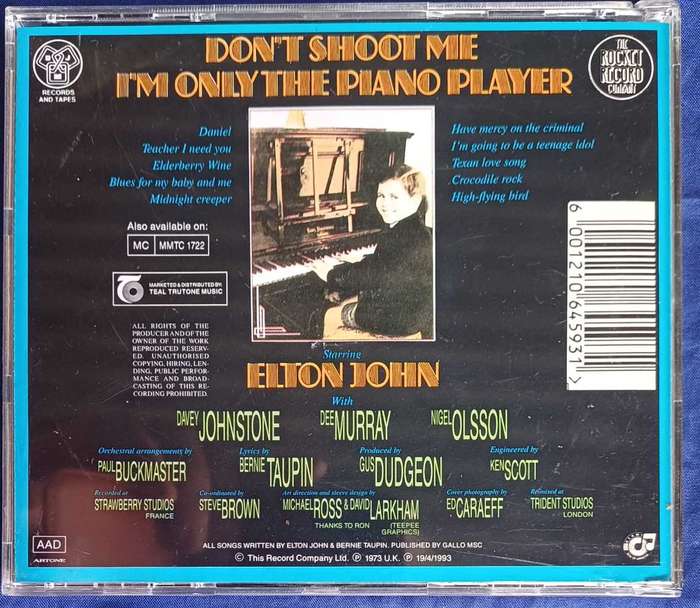 DON'T SHOOT ME
I'M ONLY THE PIANO PLAYER
RECORDS
AND TAPES
THE
ROCKET
RECORD
COMPANY
Daniel
Teacher I need you
Elderberry Wine
Blues for my baby and me
Midnight creeper
Have mercy on the criminal
I'm going to be a teenage idol
Texan love song
Crocodile rock
High-flying bird
Also available on:
MC MMTC 1722
MARKETED & DISTRIBUTED BY
TEAL TRUTONE MUSIC
ALL RIGHTS OF THE
PRODUCER AND OF THE
OWNER OF THE WORK
REPRODUCED RESERV-
ED. UNAUTHORISED
COPYING, HIRING, LEN-
DING, PUBLIC PERFOR-
MANCE AND BROAD-
CASTING OF THIS RE-
CORDING PROHIBITED.
6 001210 645931 >
Starring
ELTON JOHN
With
DAVEY JOHNSTONE DEE MURRAY NIGEL OLSSON
Orchestral arrangements by Lyrics by Produced by Engineered by
PAUL BUCKMASTER BERNIE TAUPIN GUS DUDGEON KEN SCOTT
Recorded at Co-ordinated by Art direction and sleeve design by Cover photography by Remixed at
STRAWBERRY STUDIOS STEVE BROWN MICHAEL ROSS & DAVID LARKHAM ED CARAEFF TRIDENT STUDIOS
FRANCE THANKS TO RON (TEEPEE LONDON
GRAPHICS)
AAD
ARTONE
ALL SONGS WRITTEN BY ELTON JOHN & BERNIE TAUPIN. PUBLISHED BY GALLO MSC
© This Record Company Ltd. ℗ 1973 U.K. ℗ 19/4/1993